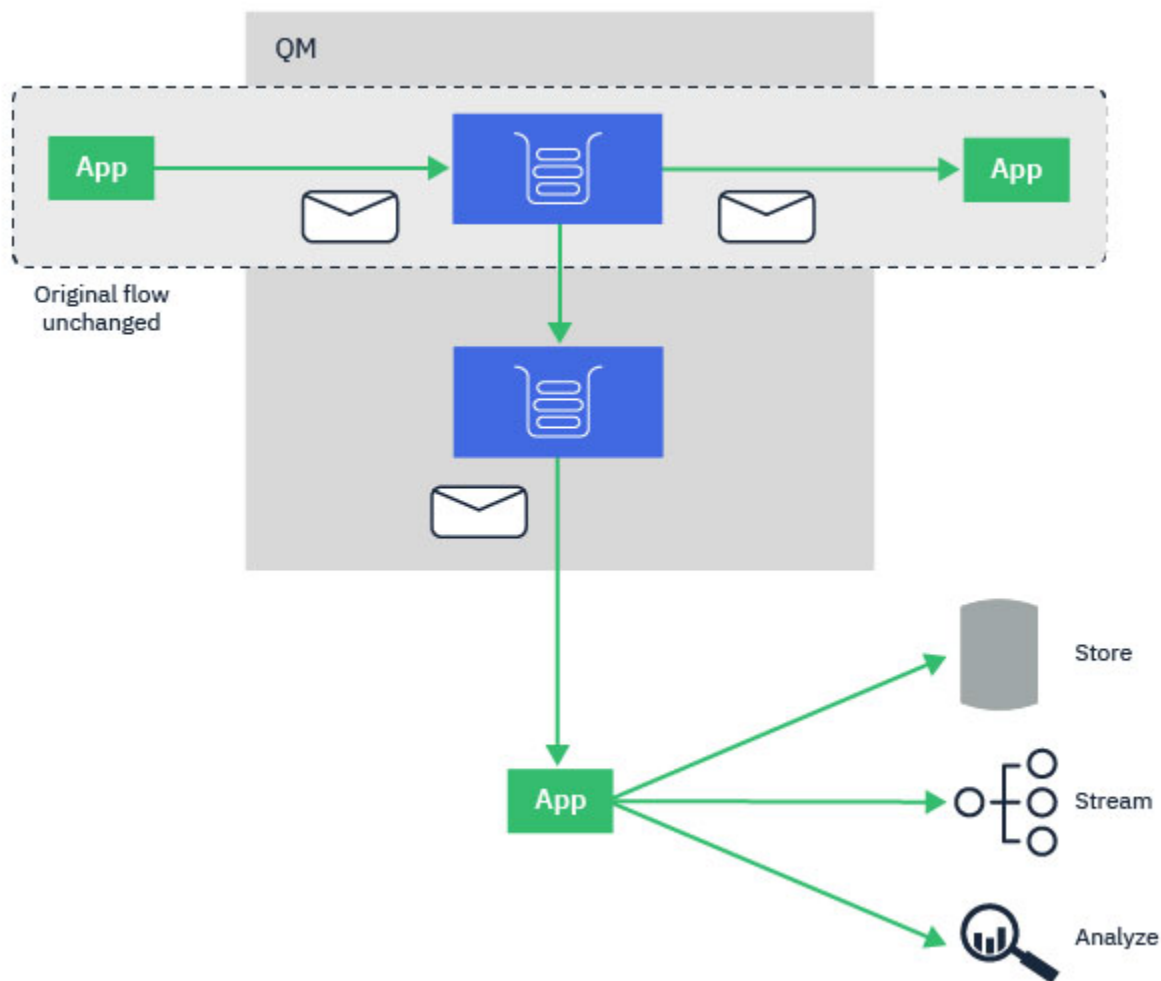 QM
App
App
Original flow
unchanged
Store
App
Stream
Analyze